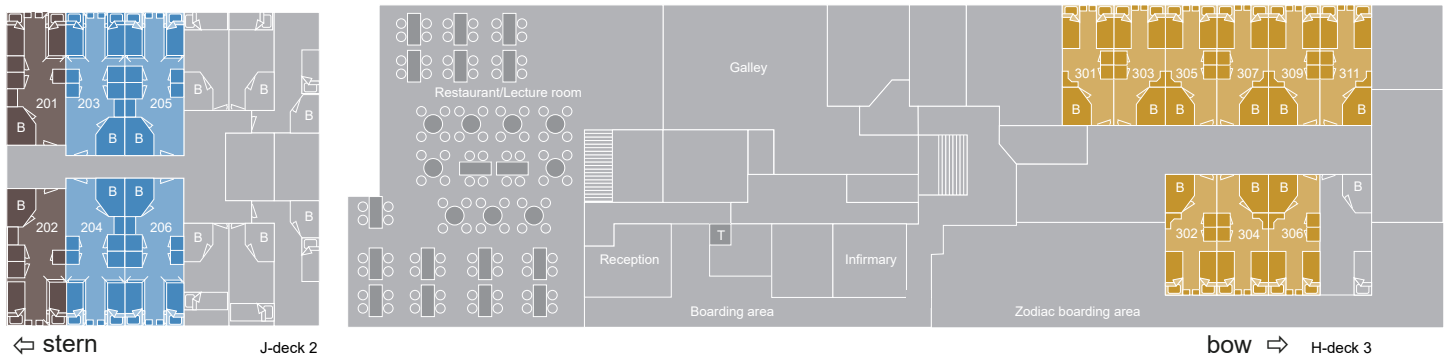 201
203
205
B
B
B
B
B
B
B
B
B
B
B
B
202
204
206
Galley
Restaurant/Lecture room
301
303
305
307
309
311
B
B
B
B
B
B
B
B
B
B
302
304
306
T
Reception
Infirmary
Boarding area
Zodiac boarding area
⇦ stern
J-deck 2
bow ⇨
H-deck 3